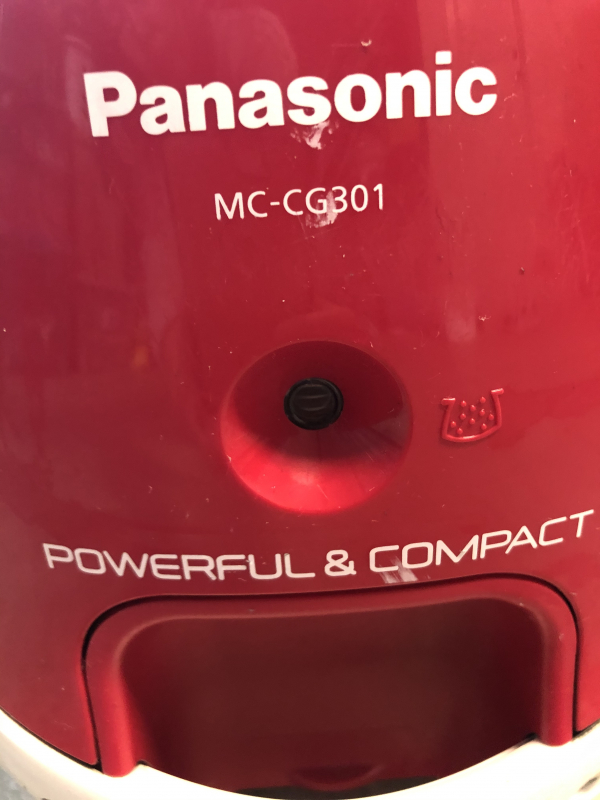 Panasonic
MC-CG301
POWERFUL & COMPACT